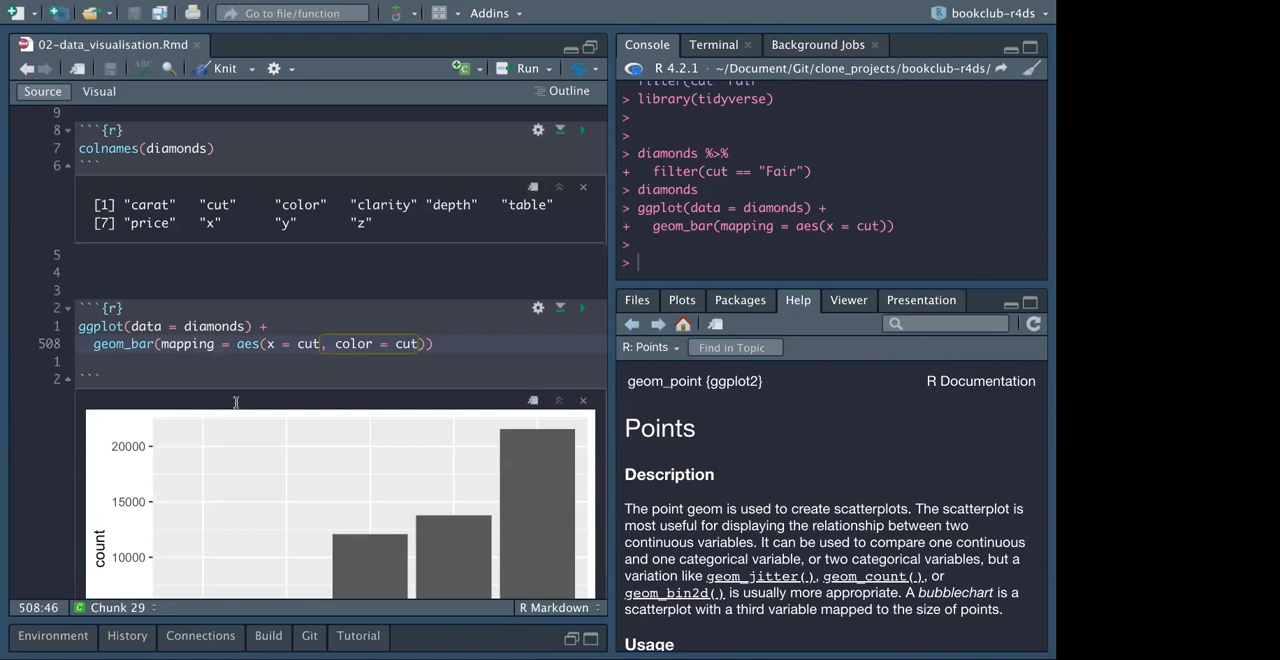 Go to file/function
Addins
bookclub-r4ds
02-data_visualisation.Rmd
ABC
Knit
Run
Source
Visual
Outline
9
8 ```{r}
7 colnames(diamonds)
6 ```
[1] "carat" "cut" "color" "clarity" "depth" "table"
[7] "price" "x" "y" "z"
5
4
3
2 ```{r}
1 ggplot(data = diamonds) +
508 geom_bar(mapping = aes(x = cut, color = cut))
1
2 ```
20000
15000
10000
count
508:46
C Chunk 29
R Markdown
Environment
History
Connections
Build
Git
Tutorial
Console
Terminal
Background Jobs
R 4.2.1 · ~/Document/Git/clone_projects/bookclub-r4ds/
> library(tidyverse)
>
>
> diamonds %>%
+ filter(cut == "Fair")
> diamonds
> ggplot(data = diamonds) +
+ geom_bar(mapping = aes(x = cut))
>
>
Files
Plots
Packages
Help
Viewer
Presentation
R: Points
Find in Topic
geom_point {ggplot2}
R Documentation
Points
Description
The point geom is used to create scatterplots. The scatterplot is
most useful for displaying the relationship between two
continuous variables. It can be used to compare one continuous
and one categorical variable, or two categorical variables, but a
variation like geom_jitter(), geom_count(), or
geom_bin2d() is usually more appropriate. A bubblechart is a
scatterplot with a third variable mapped to the size of points.
Usage